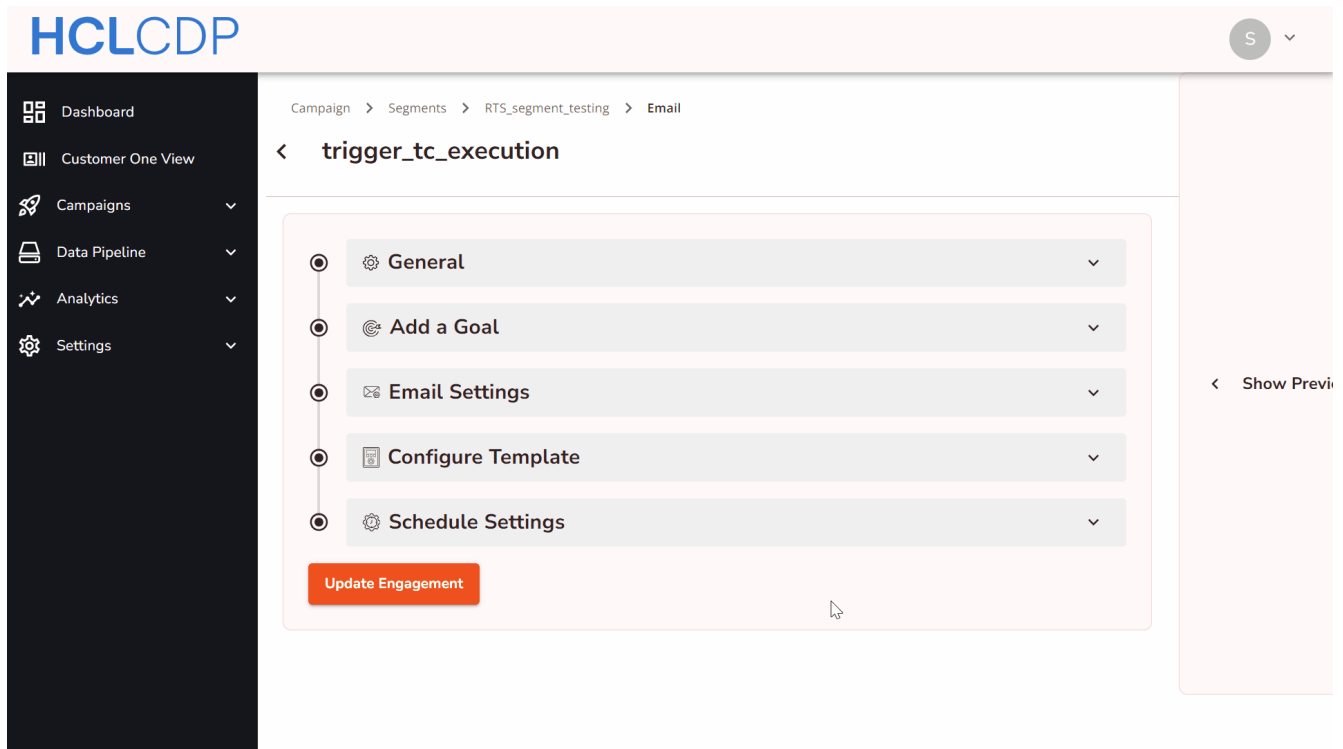 HCLCDP
S
Dashboard
Customer One View
Campaigns
Data Pipeline
Analytics
Settings
Campaign > Segments > RTS_segment_testing > Email
trigger_tc_execution
General
Add a Goal
Email Settings
Configure Template
Schedule Settings
Update Engagement
Show